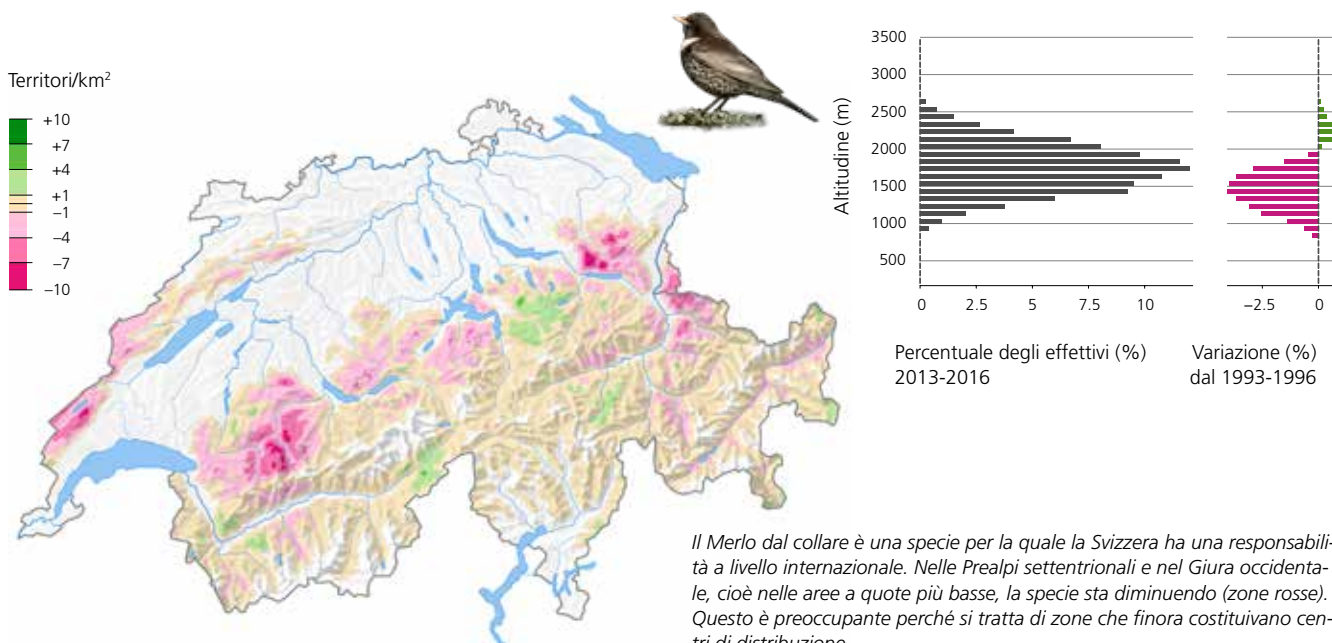 Territori/km²
+10
+7
+4
+1
−1
−4
−7
−10
Altitudine (m)
3500
3000
2500
2000
1500
1000
500
0 2.5 5 7.5 10
Percentuale degli effettivi (%)
2013-2016
−2.5 0
Variazione (%)
dal 1993-1996
Il Merlo dal collare è una specie per la quale la Svizzera ha una responsabili-
tà a livello internazionale. Nelle Prealpi settentrionali e nel Giura occidenta-
le, cioè nelle aree a quote più basse, la specie sta diminuendo (zone rosse).
Questo è preoccupante perché si tratta di zone che finora costituivano cen-
tri di distribuzione